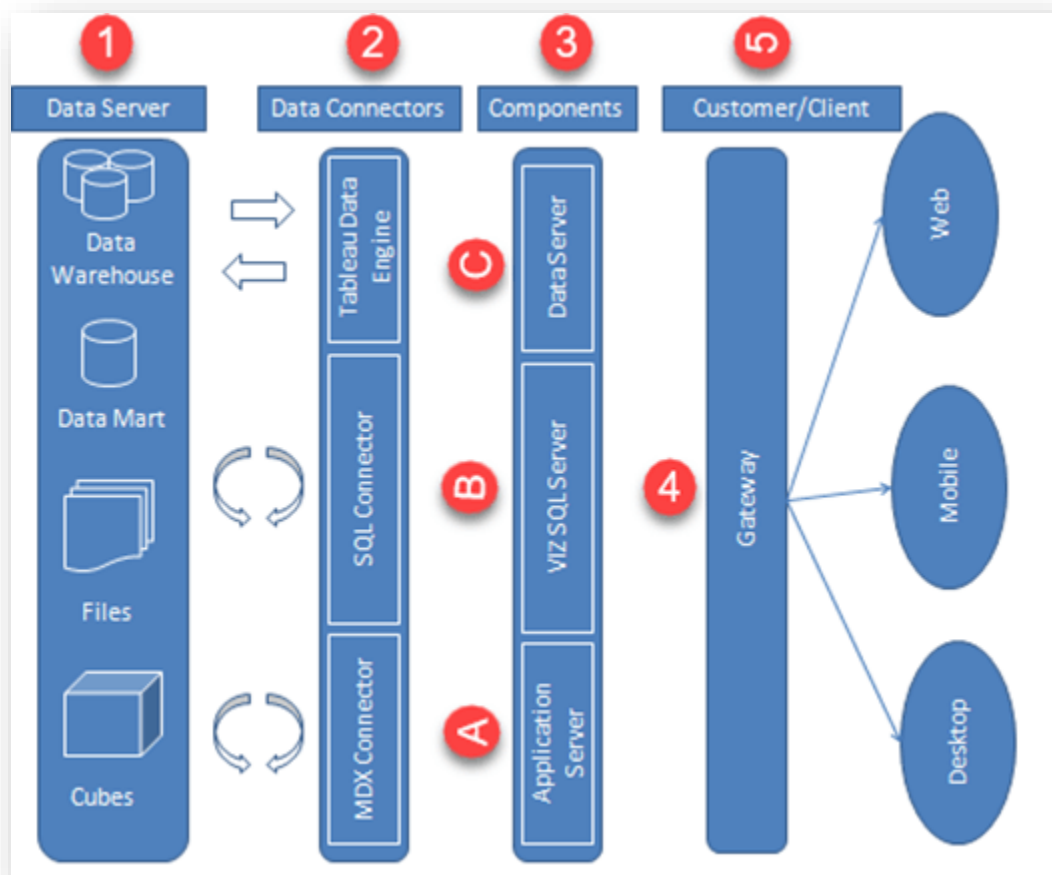 1
2
3
5
Data Server
Data Connectors
Components
Customer/Client
Data
Warehouse
Data Mart
Files
Cubes
Tableau Data
Engine
SQL Connector
MDX Connector
C
B
A
DataServer
VIZ SQL Server
Application
Server
4
Gateway
Web
Mobile
Desktop